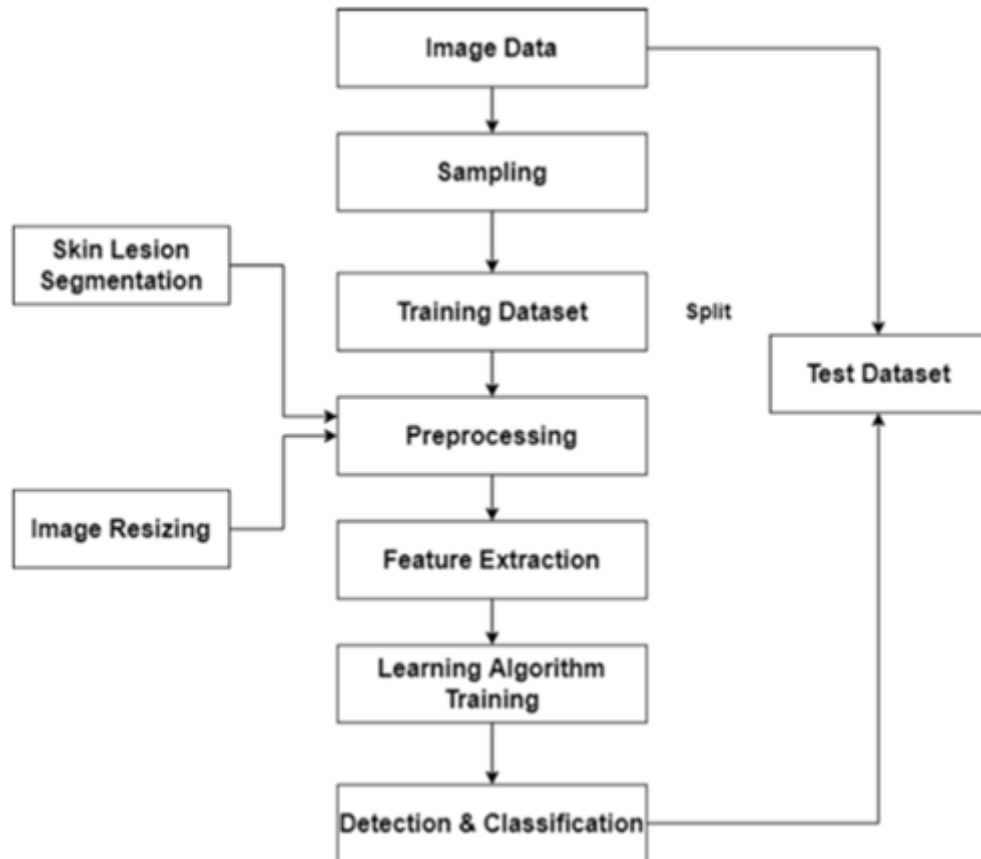 Image Data
Sampling
Skin Lesion
Segmentation
Training Dataset
Split
Test Dataset
Preprocessing
Image Resizing
Feature Extraction
Learning Algorithm
Training
Detection & Classification